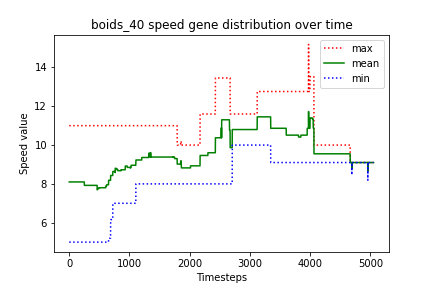 boids_40 speed gene distribution over time
max
mean
min
Speed value
14
12
10
8
6
0
1000
2000
3000
4000
5000
Timesteps